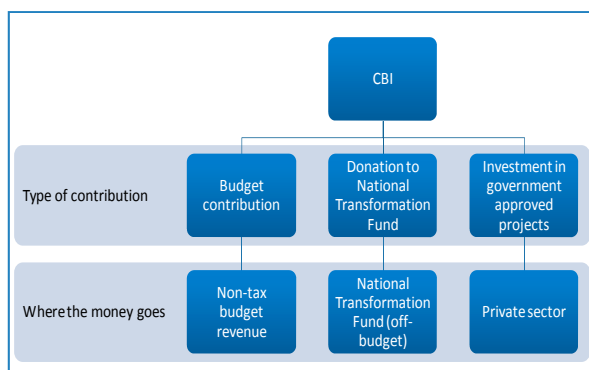 CBI
Type of contribution
Budget
contribution
Donation to
National
Transformation
Fund
Investment in
government
approved
projects
Where the money goes
Non-tax
budget
revenue
National
Transformation
Fund (off-
budget)
Private sector